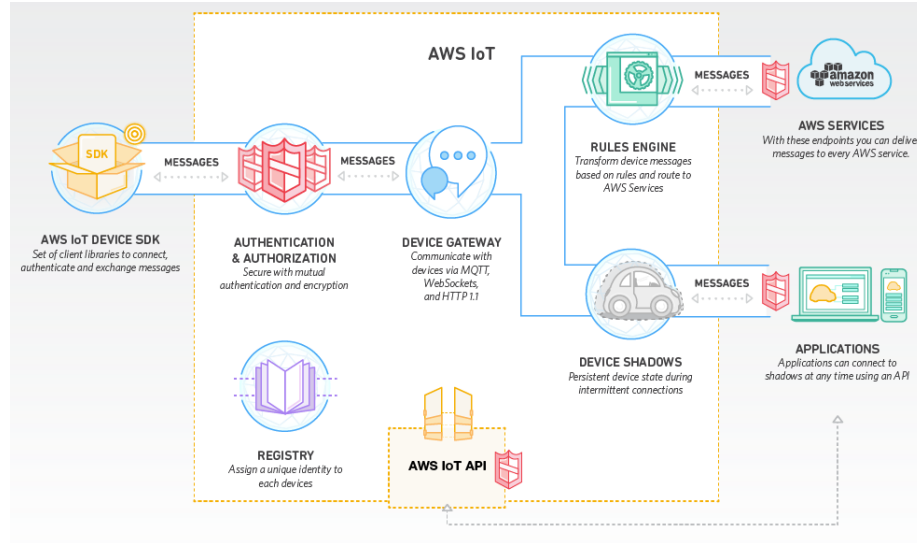 AWS IoT
SDK
MESSAGES
MESSAGES
MESSAGES
amazon
web services
AWS SERVICES
With these endpoints you can delive
messages to every AWS service.
RULES ENGINE
Transform device messages
based on rules and route to
AWS Services
AWS IoT DEVICE SDK
Set of client libraries to connect,
authenticate and exchange messages
AUTHENTICATION
& AUTHORIZATION
Secure with mutual
authentication and encryption
DEVICE GATEWAY
Communicate with
devices via MQTT,
WebSockets,
and HTTP 1.1
MESSAGES
DEVICE SHADOWS
Persistent device state during
intermittent connections
APPLICATIONS
Applications can connect to
shadows at any time using an API
REGISTRY
Assign a unique identity to
each devices
AWS IoT API